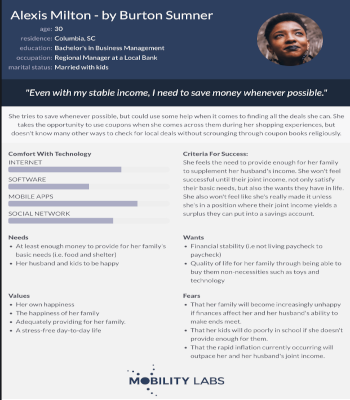 Alexis Milton - by Burton Sumner
age: 30
residence: Columbia, SC
education: Bachelor's in Business Management
occupation: Regional Manager at a Local Bank
marital status: Married with kids
"Even with my stable income, I need to save money whenever possible."
She tries to save whenever possible, but could use some help when it comes to finding all the deals she can. She
takes the opportunity to use coupons when she comes across them during her shopping experiences, but
doesn't know many other ways to check for local deals without scrounging through coupon books religiously.
Comfort With Technology
INTERNET
SOFTWARE
MOBILE APPS
SOCIAL NETWORK
Criteria For Success:
She feels the need to provide enough for her family
to supplement her husband's income. She won't feel
successful until their joint income, not only satisfy
their basic needs, but also the wants they have in life.
She also won't feel like she's really made it unless
she's in a position where their joint income yields a
surplus they can put into a savings account.
Needs
• At least enough money to provide for her family's
basic needs (i.e. food and shelter)
• Her husband and kids to be happy
Wants
• Financial stability (i.e not living paycheck to
paycheck)
• Quality of life for her family through being able to
buy them non-necessities such as toys and
technology
Values
• Her own happiness
• The happiness of her family
• Adequately providing for her family.
• A stress-free day-to-day life
Fears
• That her family will become increasingly unhappy
if finances affect her and her husband's ability to
make ends meet.
• That her kids will do poorly in school if she doesn't
provide enough for them.
• That the rapid inflation currently occurring will
outpace her and her husband's joint income.
MOBILITY LABS